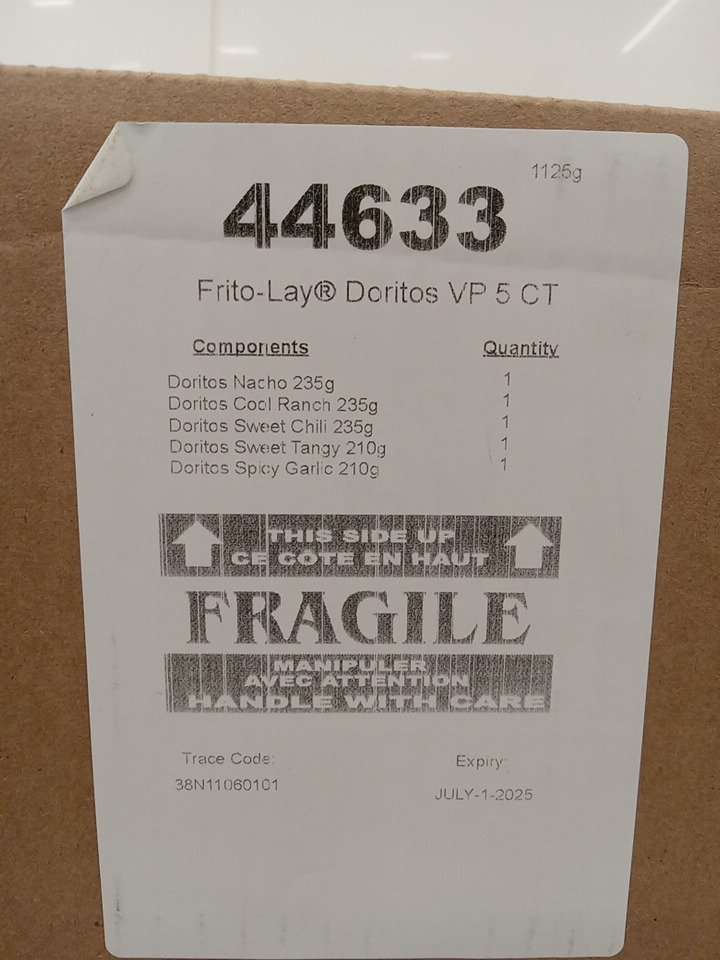 1125g
44633
Frito-Lay® Doritos VP 5 CT
Components Quantity
Doritos Nacho 235g 1
Doritos Cool Ranch 235g 1
Doritos Sweet Chili 235g 1
Doritos Sweet Tangy 210g 1
Doritos Spicy Garlic 210g 1
THIS SIDE UP
CE COTE EN HAUT
FRAGILE
MANIPULER
AVEC ATTENTION
HANDLE WITH CARE
Trace Code: Expiry:
38N11060101 JULY-1-2025